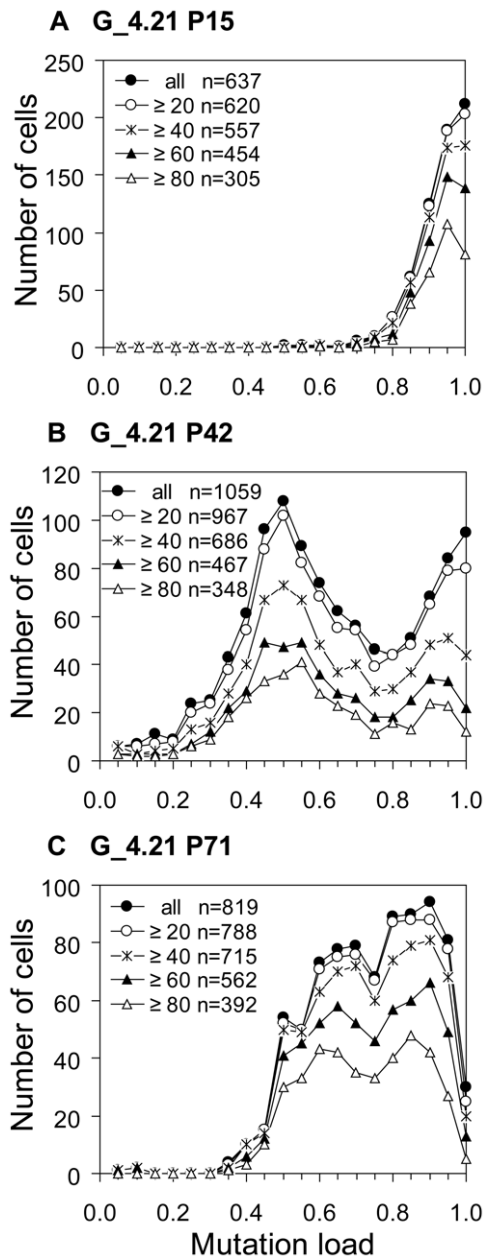 A G_4.21 P15
250
200
150
100
50
0
Number of cells
all n=637
≥ 20 n=620
≥ 40 n=557
≥ 60 n=454
≥ 80 n=305
0.0 0.2 0.4 0.6 0.8 1.0
B G_4.21 P42
120
100
80
60
40
20
0
Number of cells
all n=1059
≥ 20 n=967
≥ 40 n=686
≥ 60 n=467
≥ 80 n=348
0.0 0.2 0.4 0.6 0.8 1.0
C G_4.21 P71
100
80
60
40
20
0
Number of cells
all n=819
≥ 20 n=788
≥ 40 n=715
≥ 60 n=562
≥ 80 n=392
0.0 0.2 0.4 0.6 0.8 1.0
Mutation load